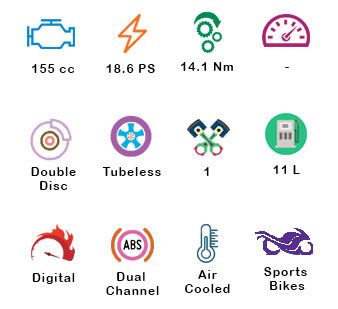 155 cc
18.6 PS
14.1 Nm
-
Double
Disc
Tubeless
1
11 L
Digital
ABS
Dual
Channel
Air
Cooled
Sports
Bikes